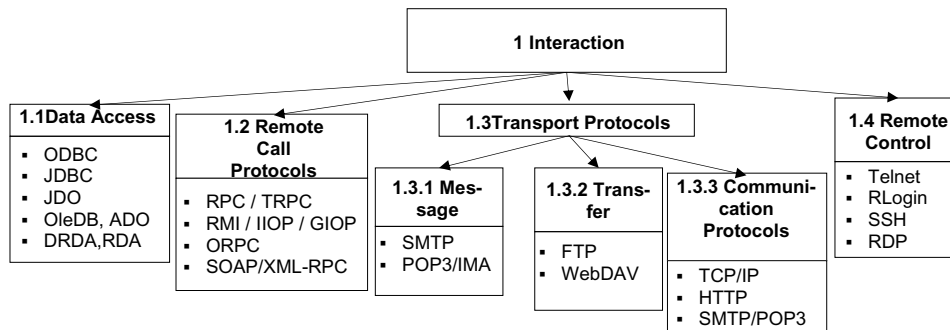 1 Interaction
1.1Data Access
▪ ODBC
▪ JDBC
▪ JDO
▪ OleDB, ADO
▪ DRDA,RDA
1.2 Remote
Call
Protocols
▪ RPC / TRPC
▪ RMI / IIOP / GIOP
▪ ORPC
▪ SOAP/XML-RPC
1.3Transport Protocols
1.3.1 Mes-
sage
▪ SMTP
▪ POP3/IMA
1.3.2 Trans-
fer
▪ FTP
▪ WebDAV
1.3.3 Communi-
cation
Protocols
▪ TCP/IP
▪ HTTP
▪ SMTP/POP3
1.4 Remote
Control
▪ Telnet
▪ RLogin
▪ SSH
▪ RDP